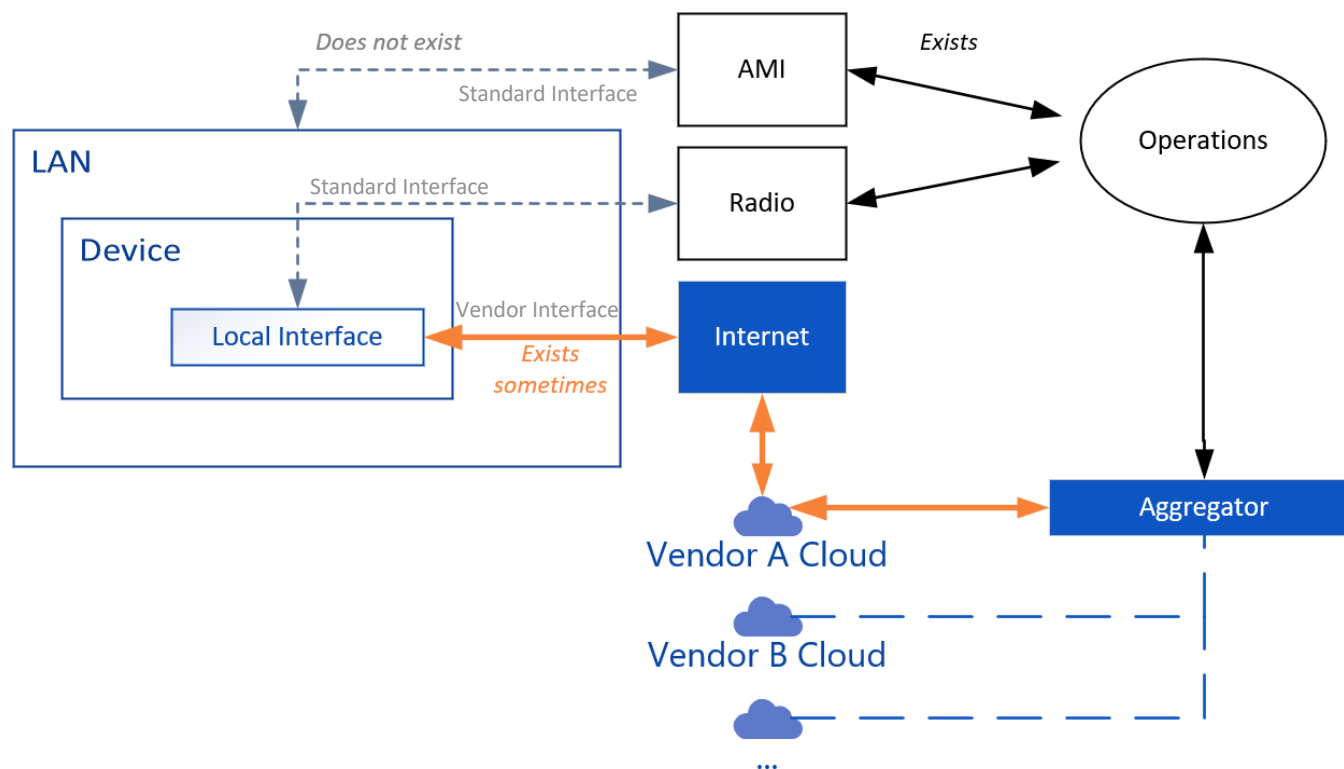 Does not exist
AMI
Exists
Standard Interface
Operations
LAN
Standard Interface
Radio
Device
Vendor Interface
Local Interface
Internet
Exists
sometimes
Aggregator
Vendor A Cloud
Vendor B Cloud
...